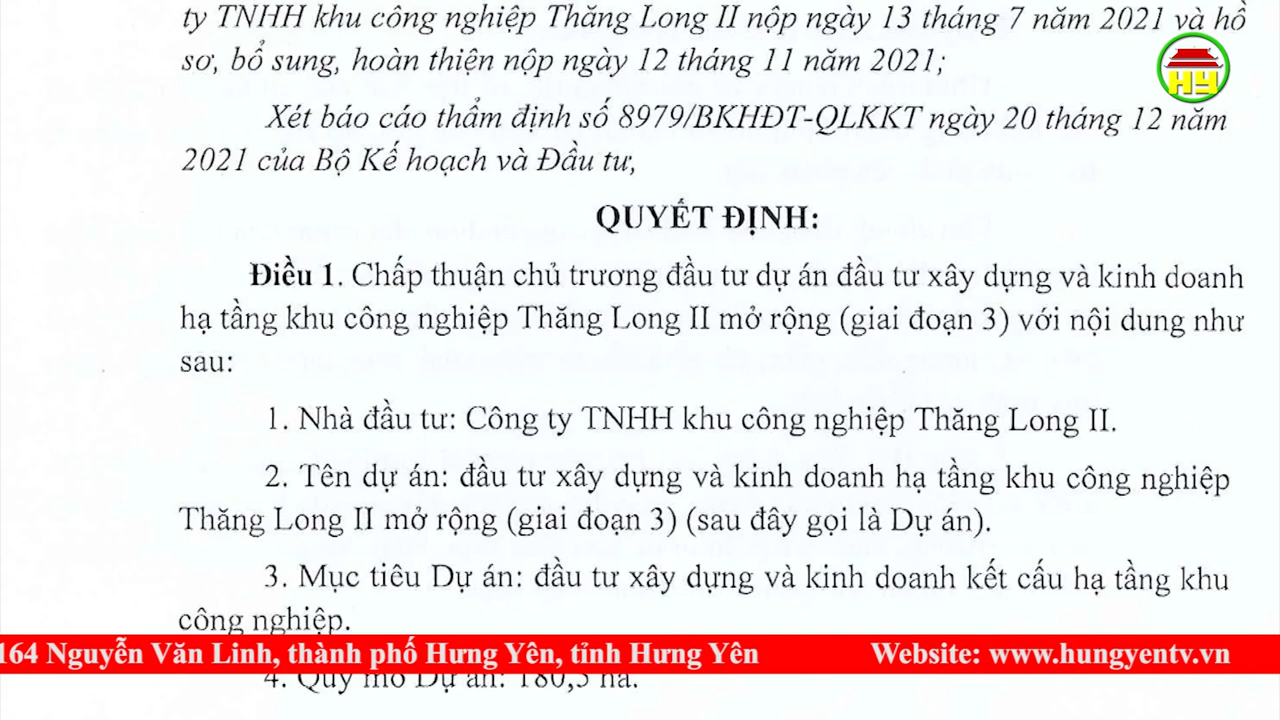 ty TNHH khu công nghiệp Thăng Long II nộp ngày 13 tháng 7 năm 2021 và hồ
sơ, bổ sung, hoàn thiện nộp ngày 12 tháng 11 năm 2021;
HY
Xét báo cáo thẩm định số 8979/BKHĐT-QLKKT ngày 20 tháng 12 năm
2021 của Bộ Kế hoạch và Đầu tư,
QUYẾT ĐỊNH:
Điều 1. Chấp thuận chủ trương đầu tư dự án đầu tư xây dựng và kinh doanh
hạ tầng khu công nghiệp Thăng Long II mở rộng (giai đoạn 3) với nội dung như
sau:
1. Nhà đầu tư: Công ty TNHH khu công nghiệp Thăng Long II.
2. Tên dự án: đầu tư xây dựng và kinh doanh hạ tầng khu công nghiệp
Thăng Long II mở rộng (giai đoạn 3) (sau đây gọi là Dự án).
3. Mục tiêu Dự án: đầu tư xây dựng và kinh doanh kết cấu hạ tầng khu
công nghiệp.
164 Nguyễn Văn Linh, thành phố Hưng Yên, tỉnh Hưng Yên Website: www.hungyentv.vn
4. Quy mô Dự án: 180,5 ha.